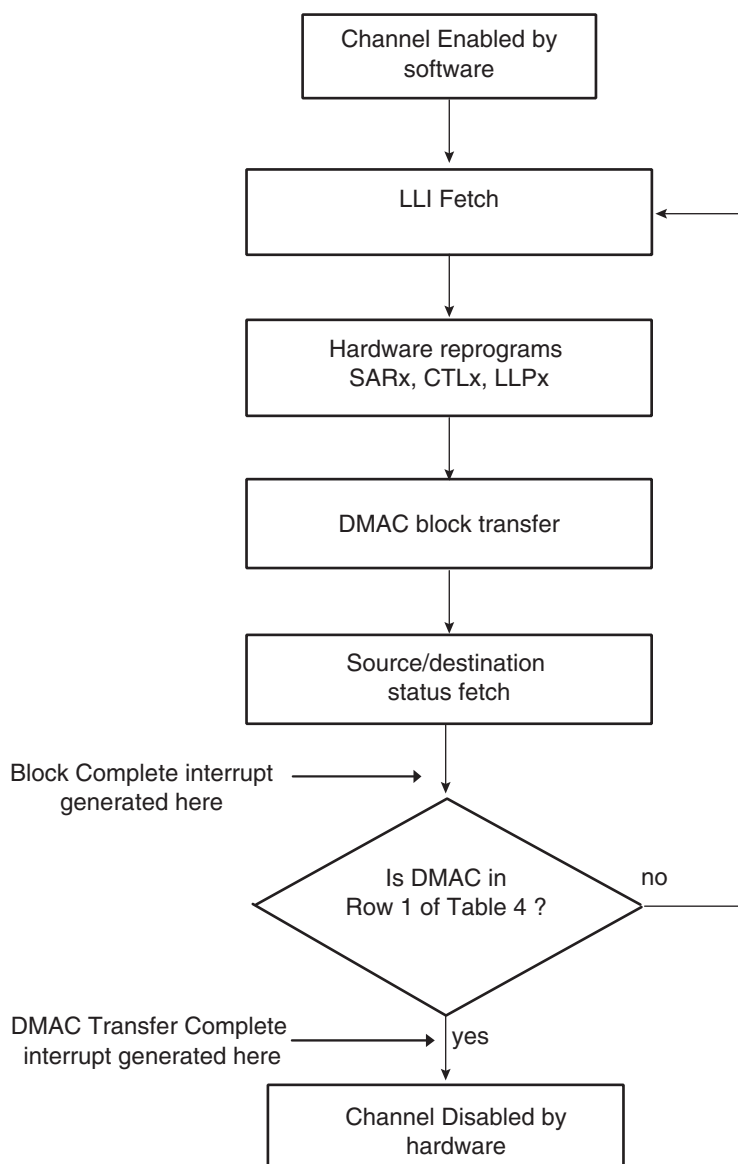 Channel Enabled by
software
LLI Fetch
Hardware reprograms
SARx, CTLx, LLPx
DMAC block transfer
Source/destination
status fetch
Block Complete interrupt
generated here
Is DMAC in
Row 1 of Table 4 ?
no
DMAC Transfer Complete
interrupt generated here
yes
Channel Disabled by
hardware